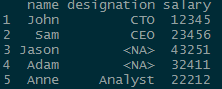 name designation salary
1 John CTO 12345
2 Sam CEO 23456
3 Jason <NA> 43251
4 Adam <NA> 32411
5 Anne Analyst 22212